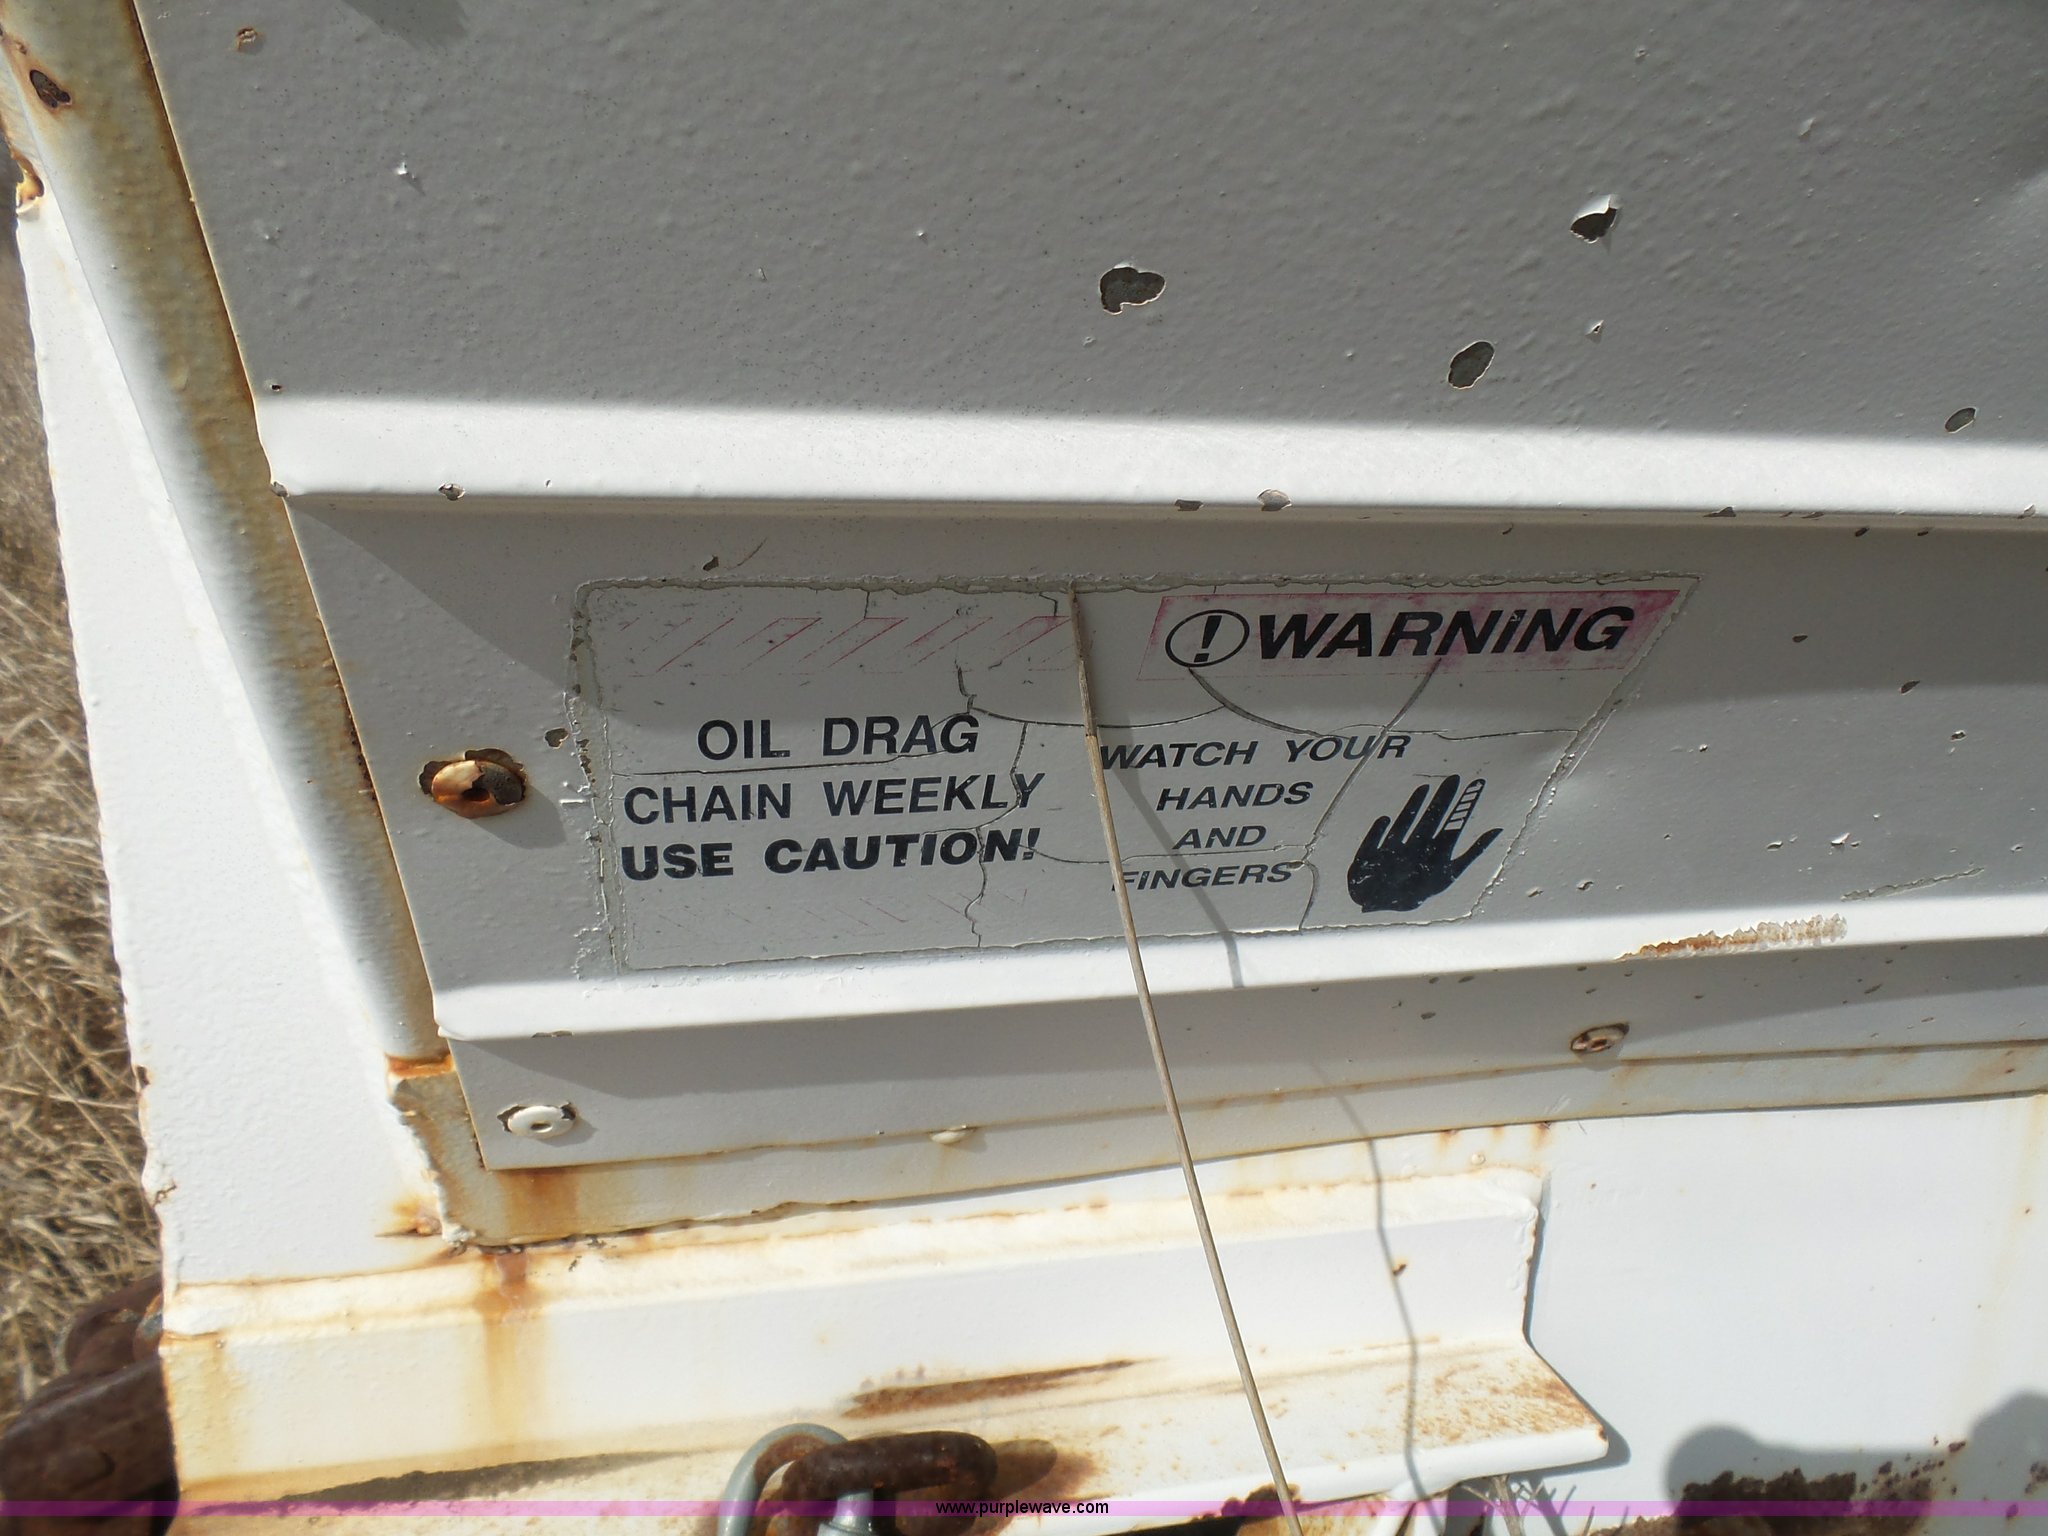 OIL DRAG
CHAIN WEEKLY
USE CAUTION!
! WARNING
WATCH YOUR
HANDS
AND
FINGERS
www.purplewave.com